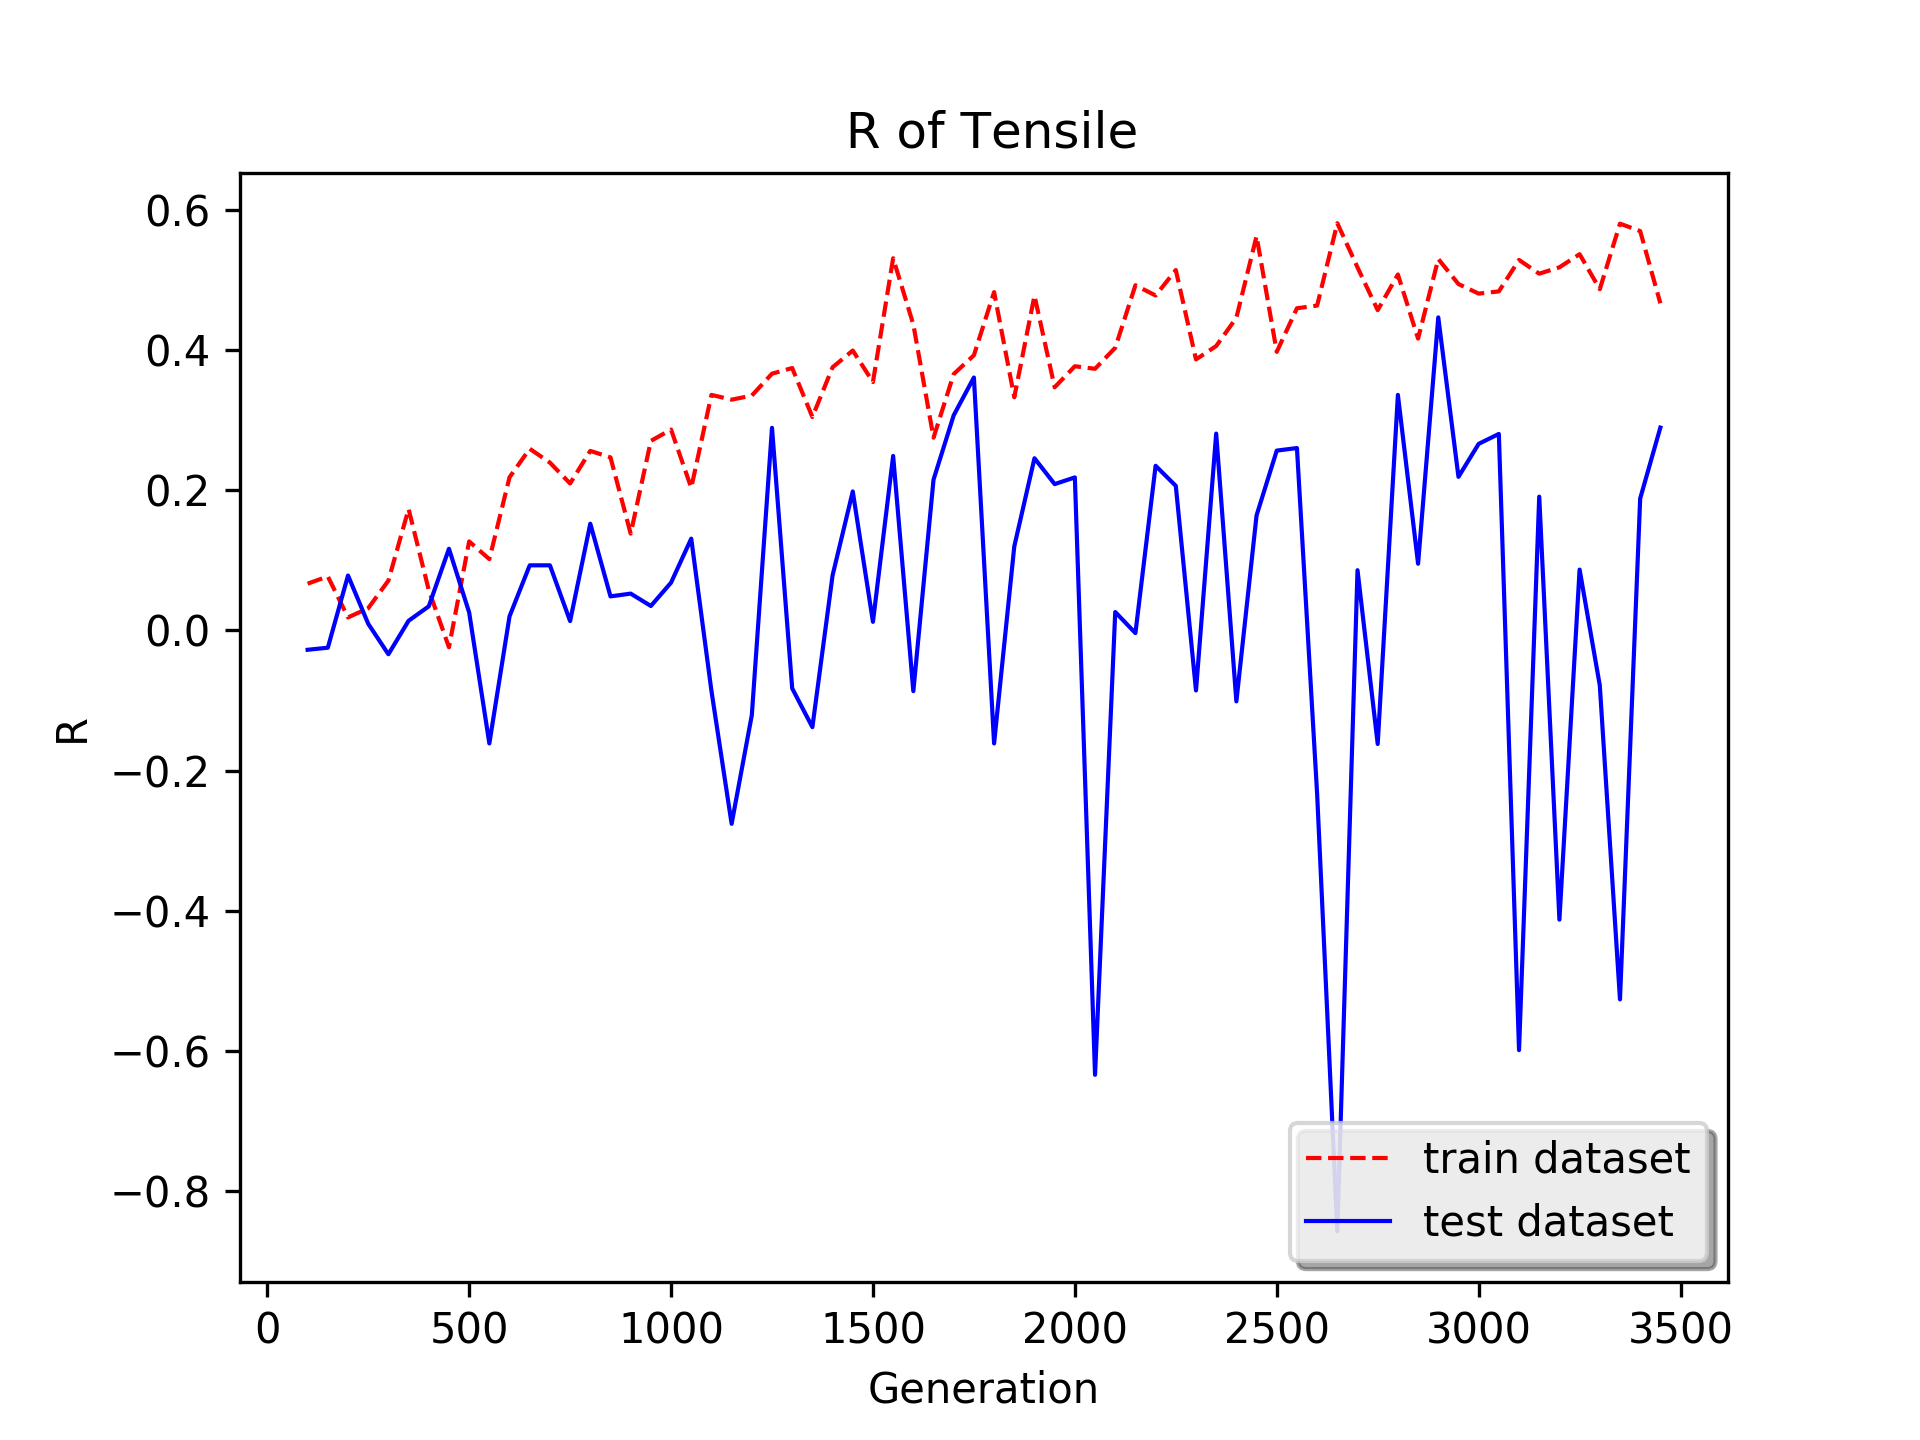 R of Tensile
0.6
0.4
0.2
0.0
−0.2
−0.4
−0.6
−0.8
R
train dataset
test dataset
0 500 1000 1500 2000 2500 3000 3500
Generation